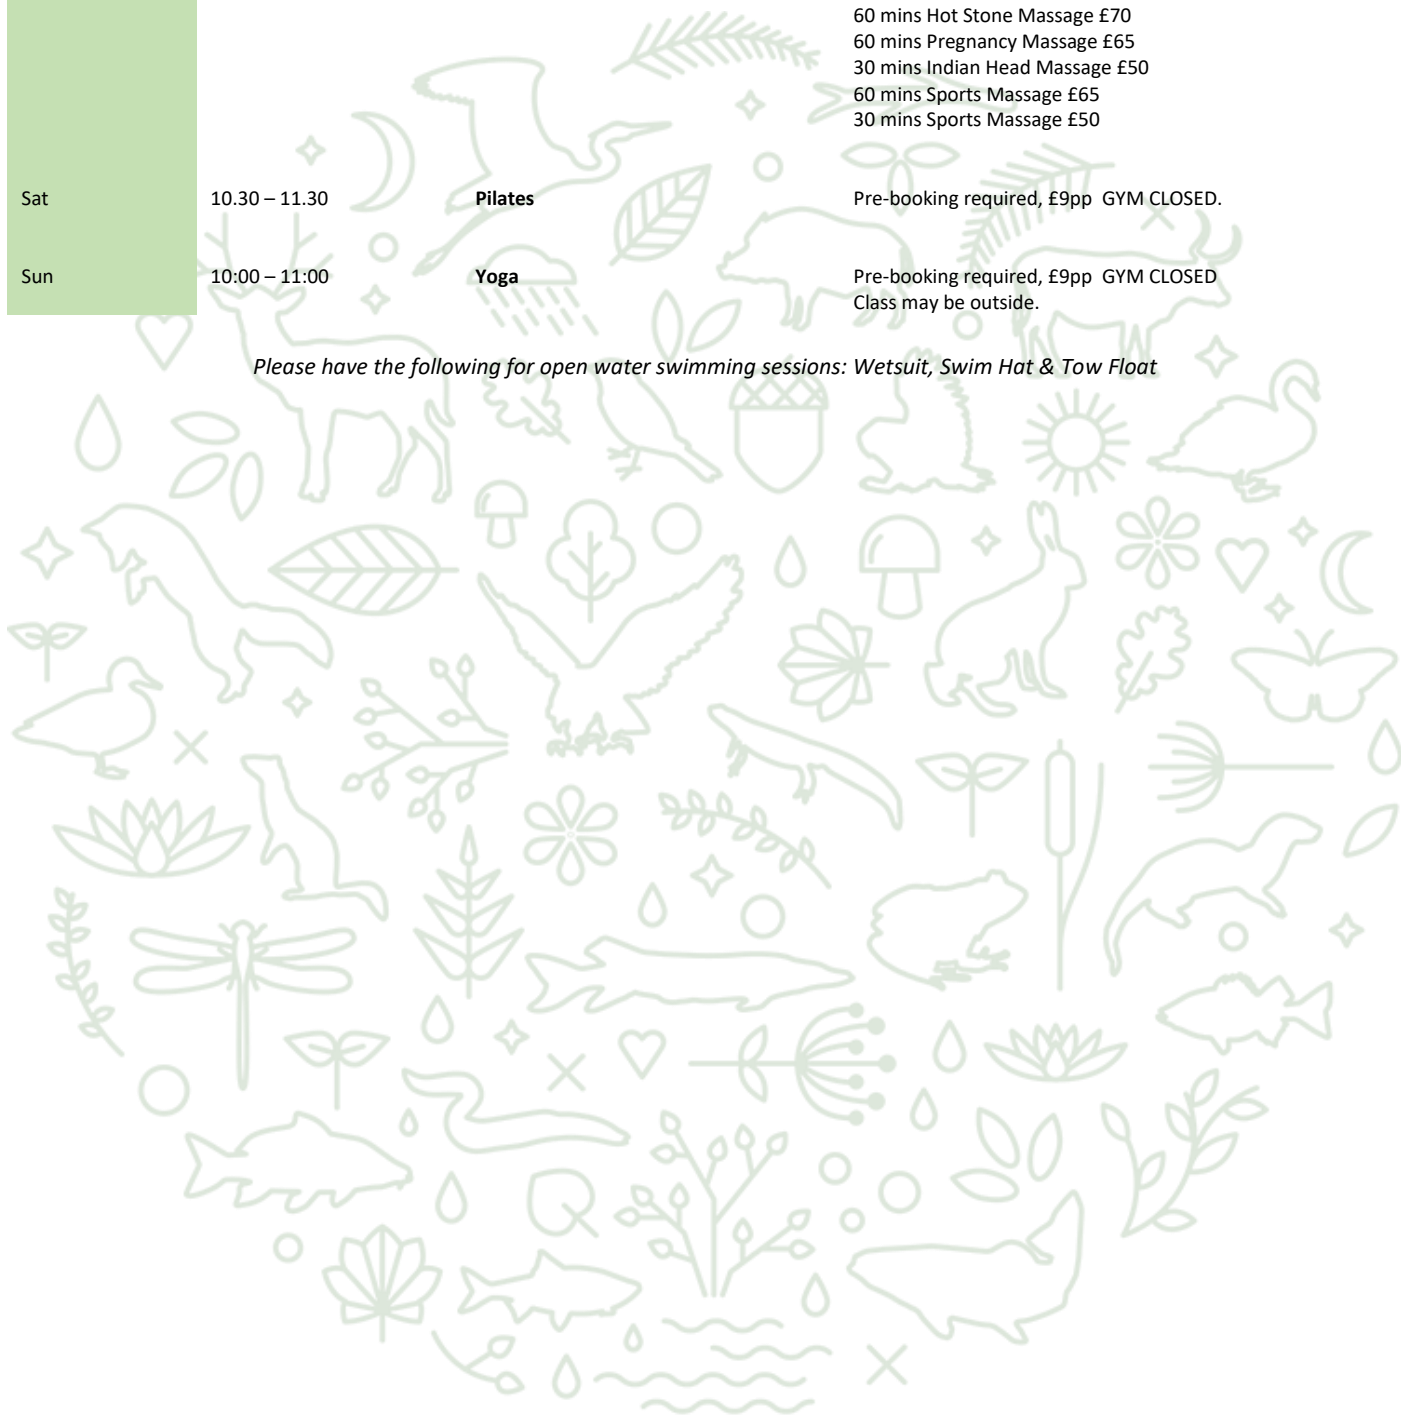 60 mins Hot Stone Massage £70
60 mins Pregnancy Massage £65
30 mins Indian Head Massage £50
60 mins Sports Massage £65
30 mins Sports Massage £50
Sat 10.30 – 11.30 Pilates Pre-booking required, £9pp GYM CLOSED.
Sun 10:00 – 11:00 Yoga Pre-booking required, £9pp GYM CLOSED
Class may be outside.
Please have the following for open water swimming sessions: Wetsuit, Swim Hat & Tow Float